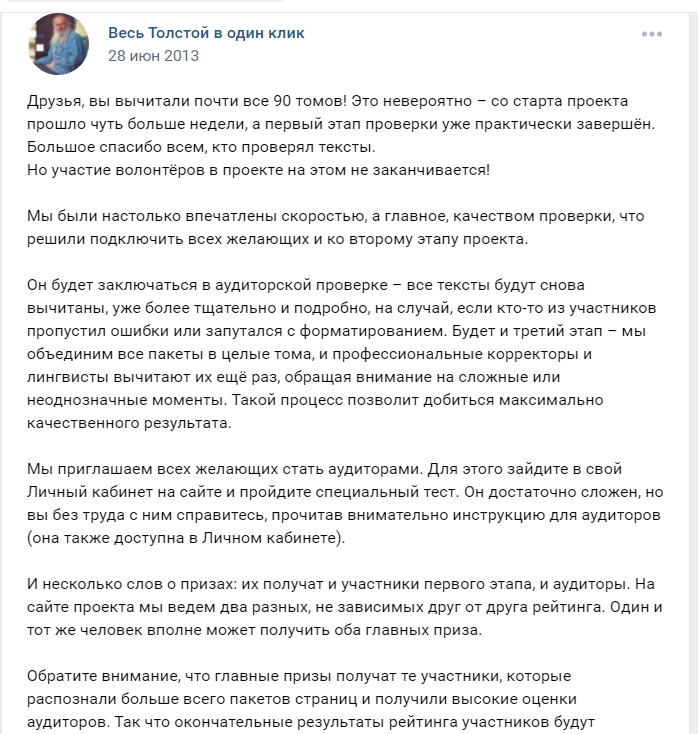 Весь Толстой в один клик
28 июн 2013
Друзья, вы вычитали почти все 90 томов! Это невероятно – со старта проекта
прошло чуть больше недели, а первый этап проверки уже практически завершён.
Большое спасибо всем, кто проверял тексты.
Но участие волонтёров в проекте на этом не заканчивается!
Мы были настолько впечатлены скоростью, а главное, качеством проверки, что
решили подключить всех желающих и ко второму этапу проекта.
Он будет заключаться в аудиторской проверке – все тексты будут снова
вычитаны, уже более тщательно и подробно, на случай, если кто-то из участников
пропустил ошибки или запутался с форматированием. Будет и третий этап – мы
объединим все пакеты в целые тома, и профессиональные корректоры и
лингвисты вычитают их ещё раз, обращая внимание на сложные или
неоднозначные моменты. Такой процесс позволит добиться максимально
качественного результата.
Мы приглашаем всех желающих стать аудиторами. Для этого зайдите в свой
Личный кабинет на сайте и пройдите специальный тест. Он достаточно сложен, но
вы без труда с ним справитесь, прочитав внимательно инструкцию для аудиторов
(она также доступна в Личном кабинете).
И несколько слов о призах: их получат и участники первого этапа, и аудиторы. На
сайте проекта мы ведем два разных, не зависимых друг от друга рейтинга. Один и
тот же человек вполне может получить оба главных приза.
Обратите внимание, что главные призы получат те участники, которые
распознали больше всего пакетов страниц и получили высокие оценки
аудиторов. Так что окончательные результаты рейтинга участников будут